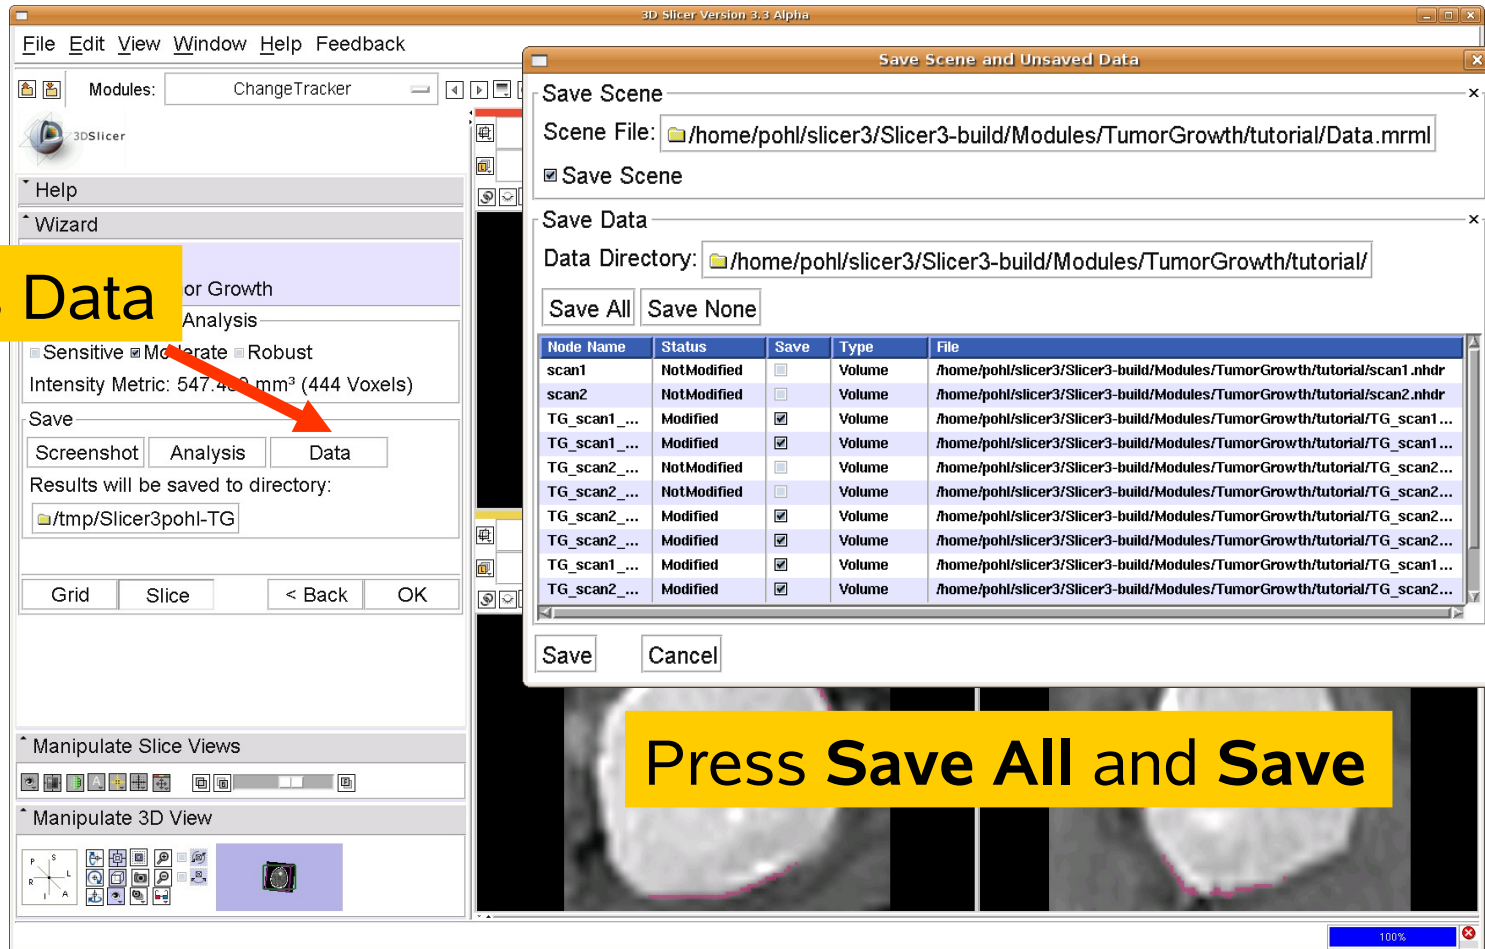 3D Slicer Version 3.3 Alpha
File Edit View Window Help Feedback
Modules: ChangeTracker
3DSlicer
Help
Wizard
Data
or Growth
Analysis
Sensitive Moderate Robust
Intensity Metric: 547.489 mm³ (444 Voxels)
Save
Screenshot Analysis Data
Results will be saved to directory:
/tmp/Slicer3pohl-TG
Grid Slice < Back OK
Manipulate Slice Views
Manipulate 3D View
P S
R L
I A
Save Scene and Unsaved Data
Save Scene
Scene File: /home/pohl/slicer3/Slicer3-build/Modules/TumorGrowth/tutorial/Data.mrml
Save Scene
Save Data
Data Directory: /home/pohl/slicer3/Slicer3-build/Modules/TumorGrowth/tutorial/
Save All Save None
Node Name Status Save Type File
scan1 NotModified Volume /home/pohl/slicer3/Slicer3-build/Modules/TumorGrowth/tutorial/scan1.nhdr
scan2 NotModified Volume /home/pohl/slicer3/Slicer3-build/Modules/TumorGrowth/tutorial/scan2.nhdr
TG_scan1_... Modified Volume /home/pohl/slicer3/Slicer3-build/Modules/TumorGrowth/tutorial/TG_scan1...
TG_scan1_... Modified Volume /home/pohl/slicer3/Slicer3-build/Modules/TumorGrowth/tutorial/TG_scan1...
TG_scan2_... NotModified Volume /home/pohl/slicer3/Slicer3-build/Modules/TumorGrowth/tutorial/TG_scan2...
TG_scan2_... NotModified Volume /home/pohl/slicer3/Slicer3-build/Modules/TumorGrowth/tutorial/TG_scan2...
TG_scan2_... Modified Volume /home/pohl/slicer3/Slicer3-build/Modules/TumorGrowth/tutorial/TG_scan2...
TG_scan2_... Modified Volume /home/pohl/slicer3/Slicer3-build/Modules/TumorGrowth/tutorial/TG_scan2...
TG_scan1_... Modified Volume /home/pohl/slicer3/Slicer3-build/Modules/TumorGrowth/tutorial/TG_scan1...
TG_scan2_... Modified Volume /home/pohl/slicer3/Slicer3-build/Modules/TumorGrowth/tutorial/TG_scan2...
Save Cancel
Press Save All and Save
100%